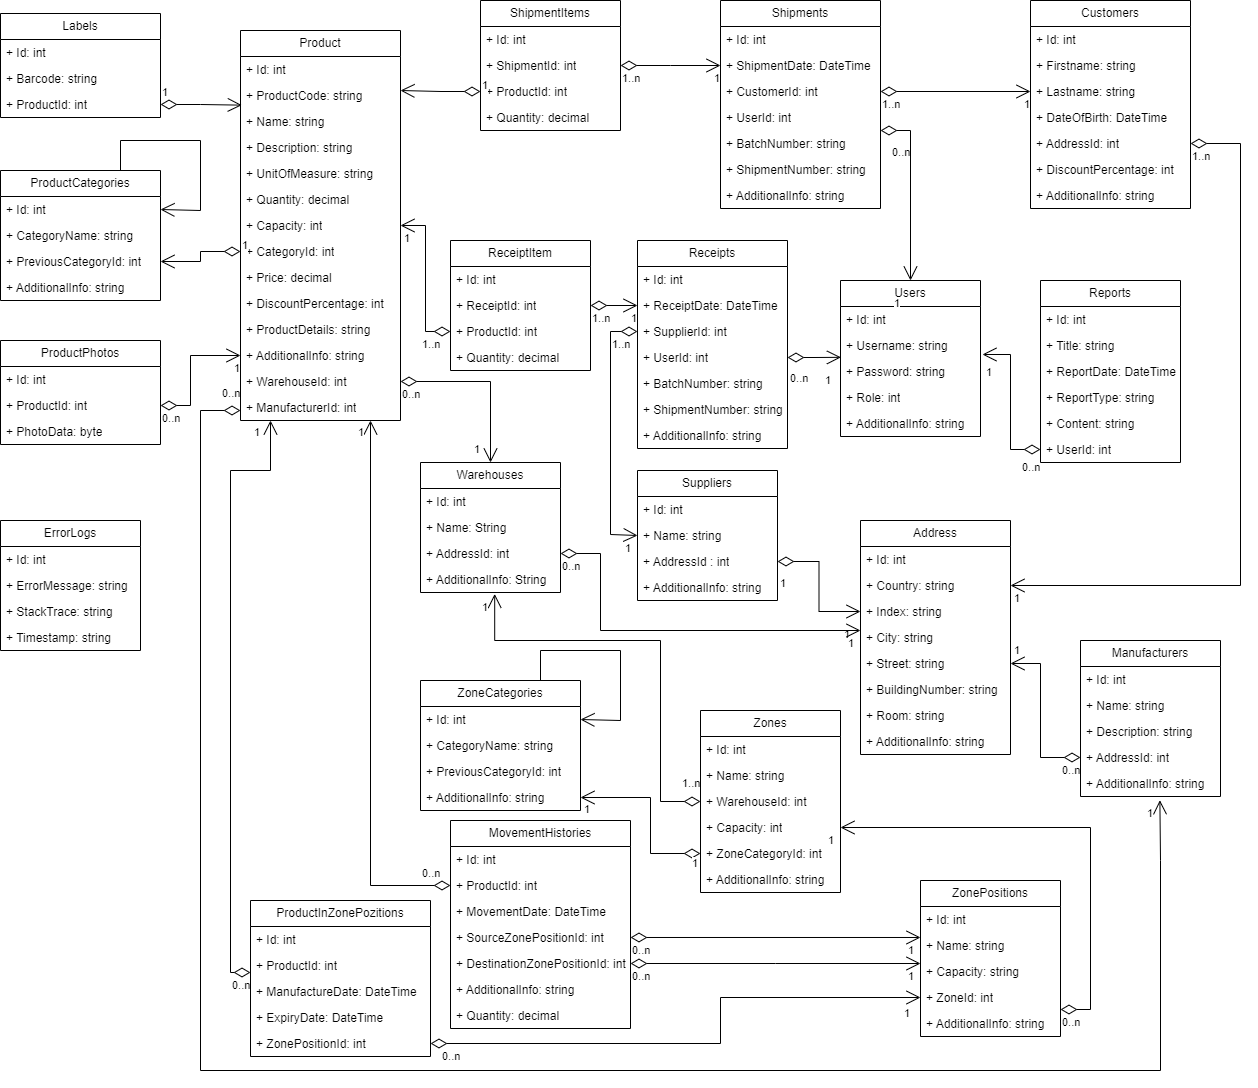 Labels
+ Id: int
+ Barcode: string
+ ProductId: int
1
ProductCategories
+ Id: int
+ CategoryName: string
+ PreviousCategoryId: int
+ AdditionalInfo: string
ProductPhotos
+ Id: int
+ ProductId: int
+ PhotoData: byte
0..n
ErrorLogs
+ Id: int
+ ErrorMessage: string
+ StackTrace: string
+ Timestamp: string
Product
+ Id: int
+ ProductCode: string
+ Name: string
+ Description: string
+ UnitOfMeasure: string
+ Quantity: decimal
+ Capacity: int
1
+ CategoryId: int
+ Price: decimal
+ DiscountPercentage: int
+ ProductDetails: string
+ AdditionalInfo: string
1
+ WarehouseId: int
0..n
0..n
+ ManufacturerId: int
1
1
1
ShipmentItems
+ Id: int
+ ShipmentId: int
1..n
1
+ ProductId: int
+ Quantity: decimal
Shipments
+ Id: int
+ ShipmentDate: DateTime
1
+ CustomerId: int
1..n
+ UserId: int
+ BatchNumber: string
0..n
+ ShipmentNumber: string
+ AdditionalInfo: string
Customers
+ Id: int
+ Firstname: string
+ Lastname: string
1
+ DateOfBirth: DateTime
+ AddressId: int
1..n
+ DiscountPercentage: int
+ AdditionalInfo: string
ReceiptItem
+ Id: int
+ ReceiptId: int
1..n
+ ProductId: int
1..n
+ Quantity: decimal
Receipts
+ Id: int
+ ReceiptDate: DateTime
1
+ SupplierId: int
1..n
+ UserId: int
0..n
+ BatchNumber: string
+ ShipmentNumber: string
+ AdditionalInfo: string
Users
1
+ Id: int
+ Username: string
+ Password: string
1
1
+ Role: int
+ AdditionalInfo: string
Reports
+ Id: int
+ Title: string
+ ReportDate: DateTime
+ ReportType: string
+ Content: string
+ UserId: int
0..n
1
Warehouses
+ Id: int
+ Name: String
+ AddressId: int
0..n
+ AdditionalInfo: String
1
Suppliers
+ Id: int
+ Name: string
1
+ AddressId : int
1
+ AdditionalInfo: string
Address
+ Id: int
+ Country: string
1
+ Index: string
+ City: string
1
1
+ Street: string
1
+ BuildingNumber: string
+ Room: string
+ AdditionalInfo: string
Manufacturers
+ Id: int
+ Name: string
+ Description: string
+ AddressId: int
0..n
+ AdditionalInfo: string
1
ZoneCategories
+ Id: int
+ CategoryName: string
+ PreviousCategoryId: int
+ AdditionalInfo: string
1
Zones
+ Id: int
+ Name: string
1..n
+ WarehouseId: int
+ Capacity: int
1
+ ZoneCategoryId: int
1
+ AdditionalInfo: string
MovementHistories
+ Id: int
0..n
+ ProductId: int
+ MovementDate: DateTime
+ SourceZonePositionId: int
0..n
+ DestinationZonePositionId: int
0..n
+ AdditionalInfo: string
+ Quantity: decimal
ProductInZonePozitions
+ Id: int
+ ProductId: int
0..n
+ ManufactureDate: DateTime
+ ExpiryDate: DateTime
+ ZonePositionId: int
0..n
ZonePositions
+ Id: int
+ Name: string
1
+ Capacity: string
1
+ ZoneId: int
1
+ AdditionalInfo: string
0..n